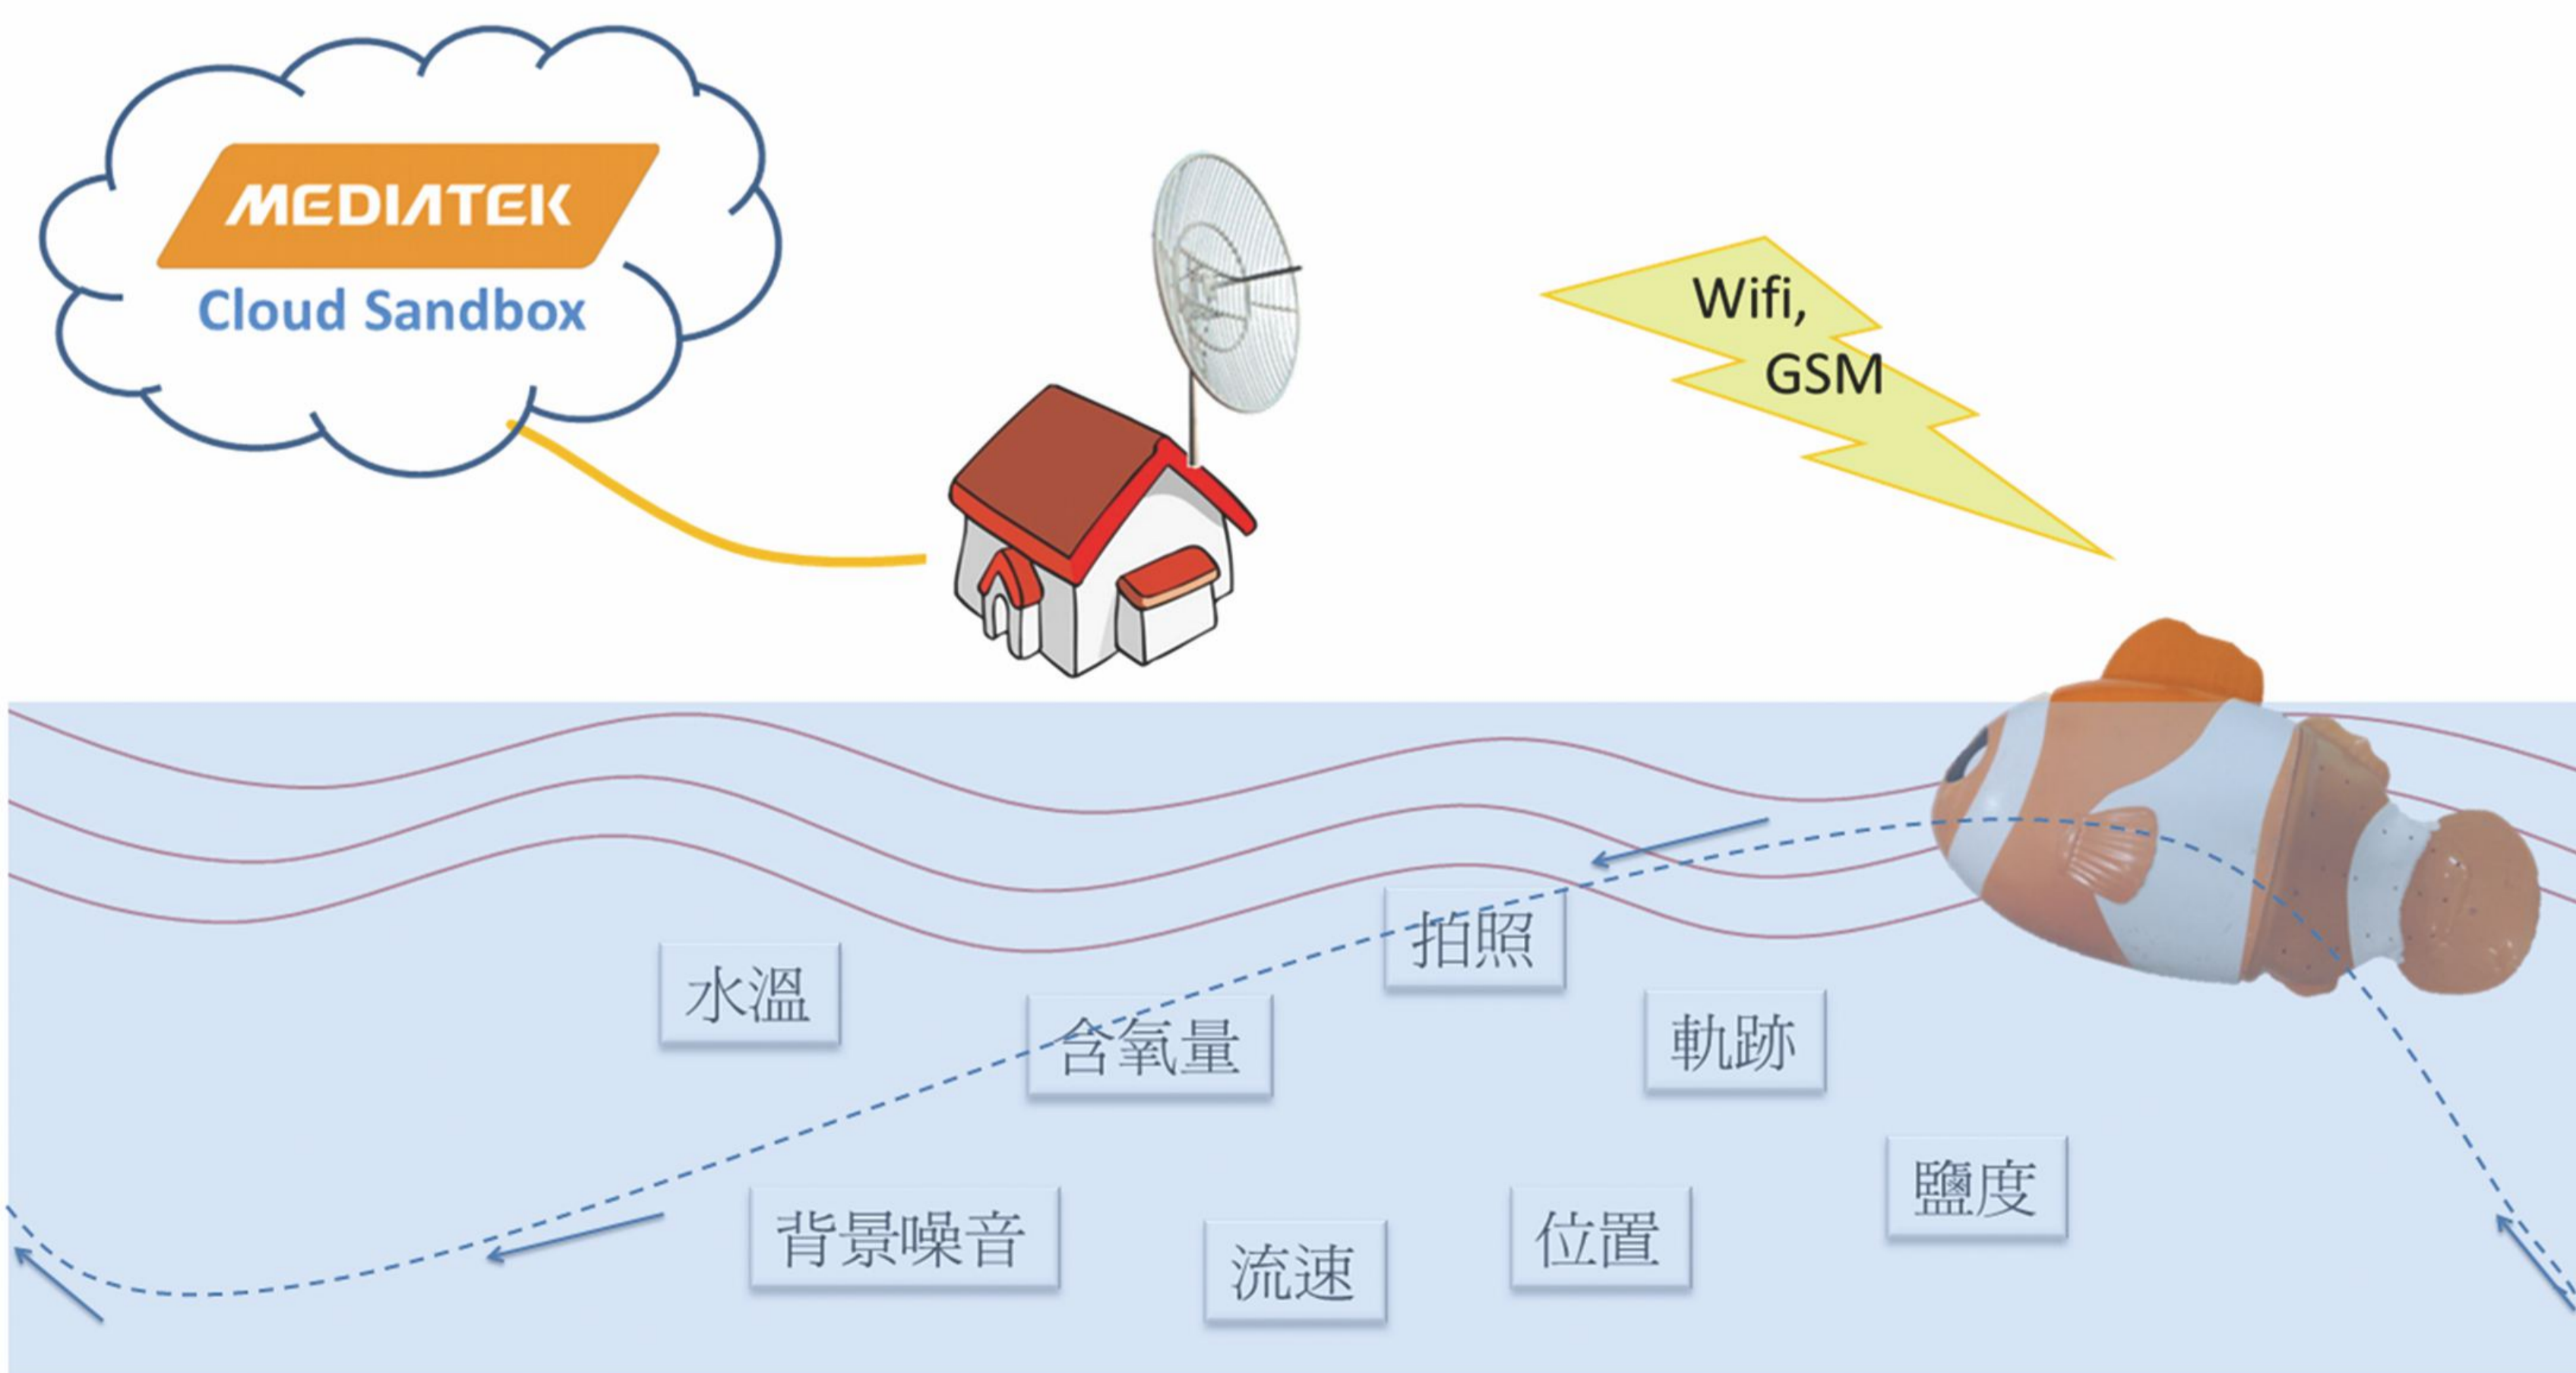 MEDIATEK
Cloud Sandbox
Wifi,
GSM
拍照
水溫
含氧量
軌跡
鹽度
背景噪音
流速
位置